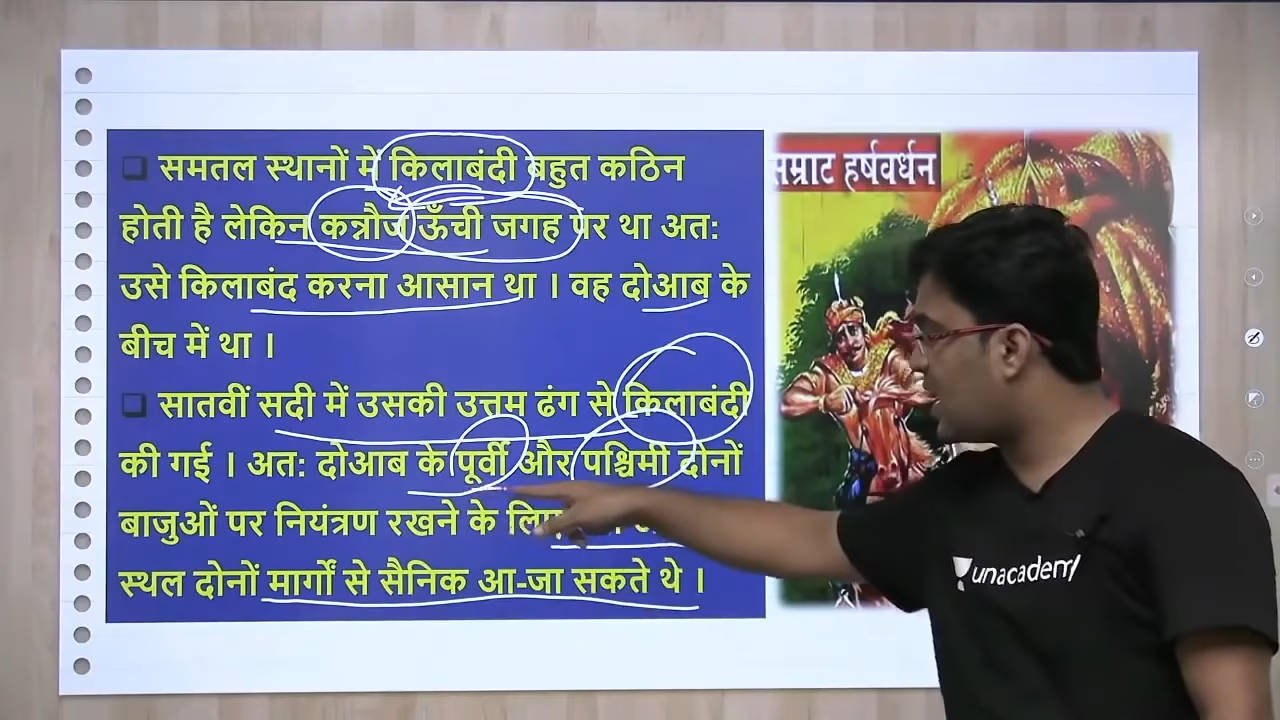 ❑ समतल स्थानों में किलाबंदी बहुत कठिन
होती है लेकिन कन्नौज ऊँची जगह पर था अत:
उसे किलाबंद करना आसान था । वह दोआब के
बीच में था ।
❑ सातवीं सदी में उसकी उत्तम ढंग से किलाबंदी
की गई । अत: दोआब के पूर्वी और पश्चिमी दोनों
बाजुओं पर नियंत्रण रखने के
स्थल दोनों मार्गों से सैनिक आ-जा सकते थे ।
सम्राट हर्षवर्धन
unacademy